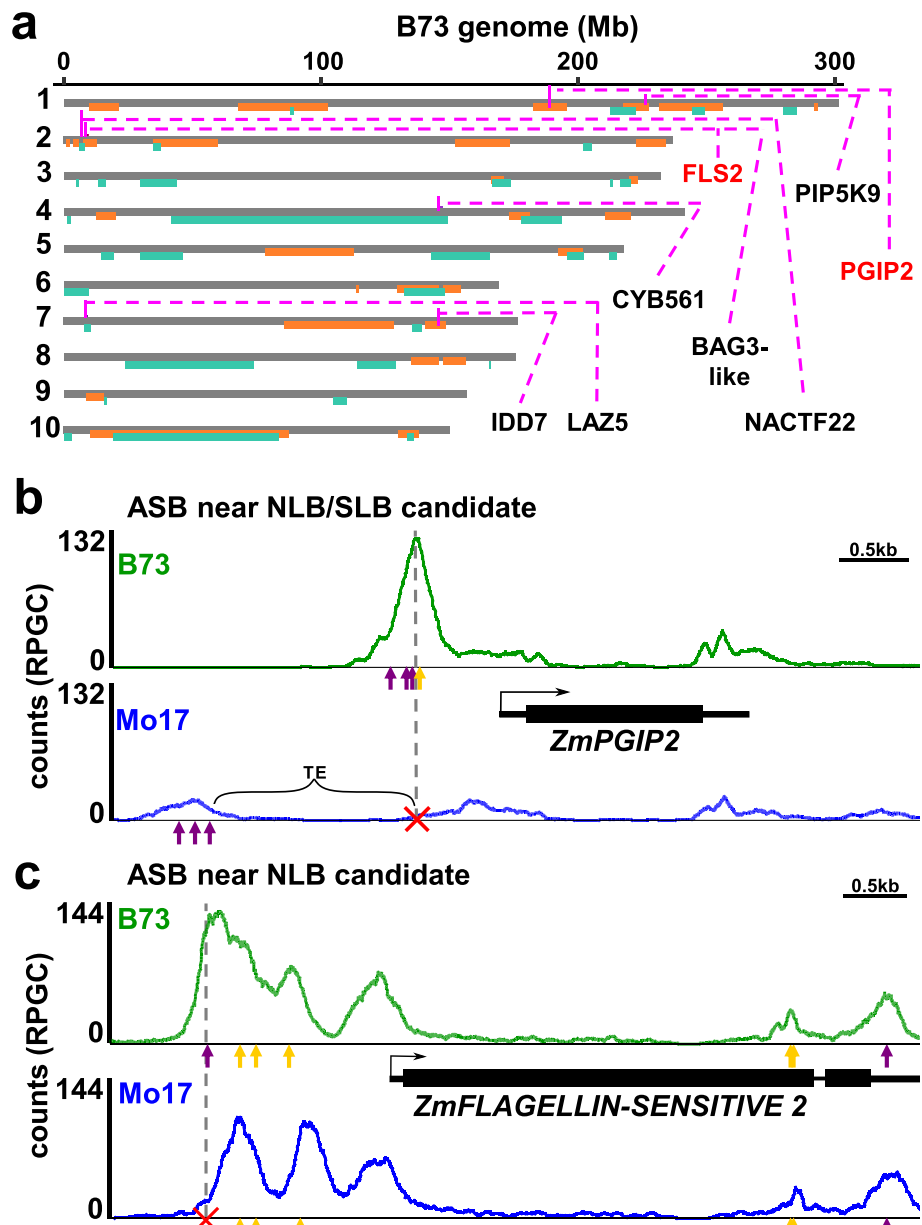 a
B73 genome (Mb)
0 100 200 300
1
2
3
4
5
6
7
8
9
10
FLS2
PIP5K9
PGIP2
CYB561
BAG3-
like
IDD7 LAZ5 NACTF22
b
ASB near NLB/SLB candidate
counts (RPGC)
132
B73
0
0.5kb
132
Mo17
0
TE
ZmPGIP2
c
ASB near NLB candidate
counts (RPGC)
144
B73
0
0.5kb
144
Mo17
0
ZmFLAGELLIN-SENSITIVE 2